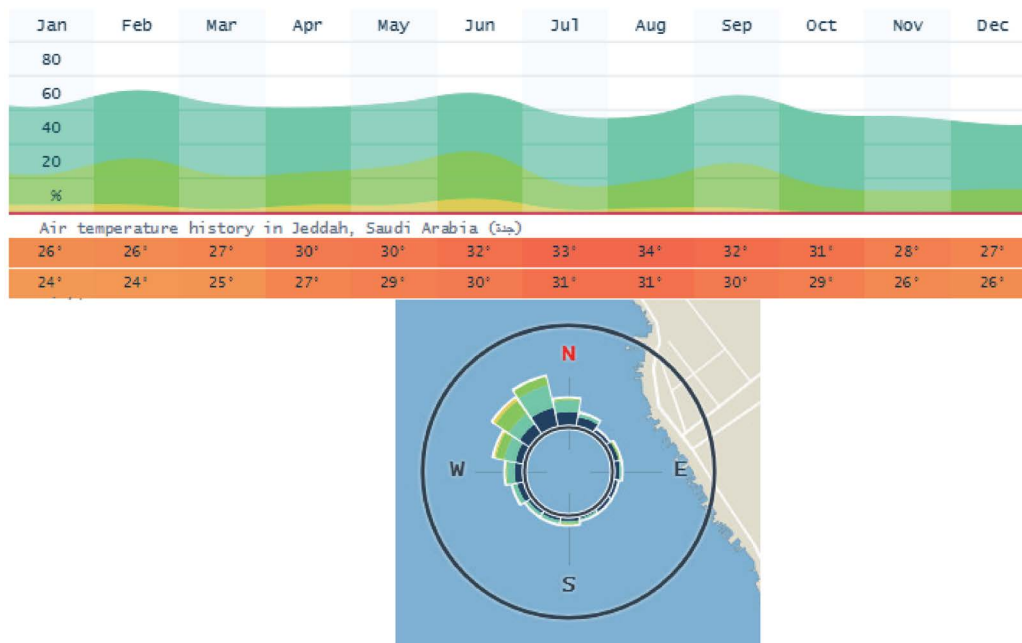 Jan Feb Mar Apr May Jun Jul Aug Sep Oct Nov Dec
80
60
40
20
%
Air temperature history in Jeddah, Saudi Arabia (جدة)
26° 26° 27° 30° 30° 32° 33° 34° 32° 31° 28° 27°
24° 24° 25° 27° 29° 30° 31° 31° 30° 29° 26° 26°
N
W E
S